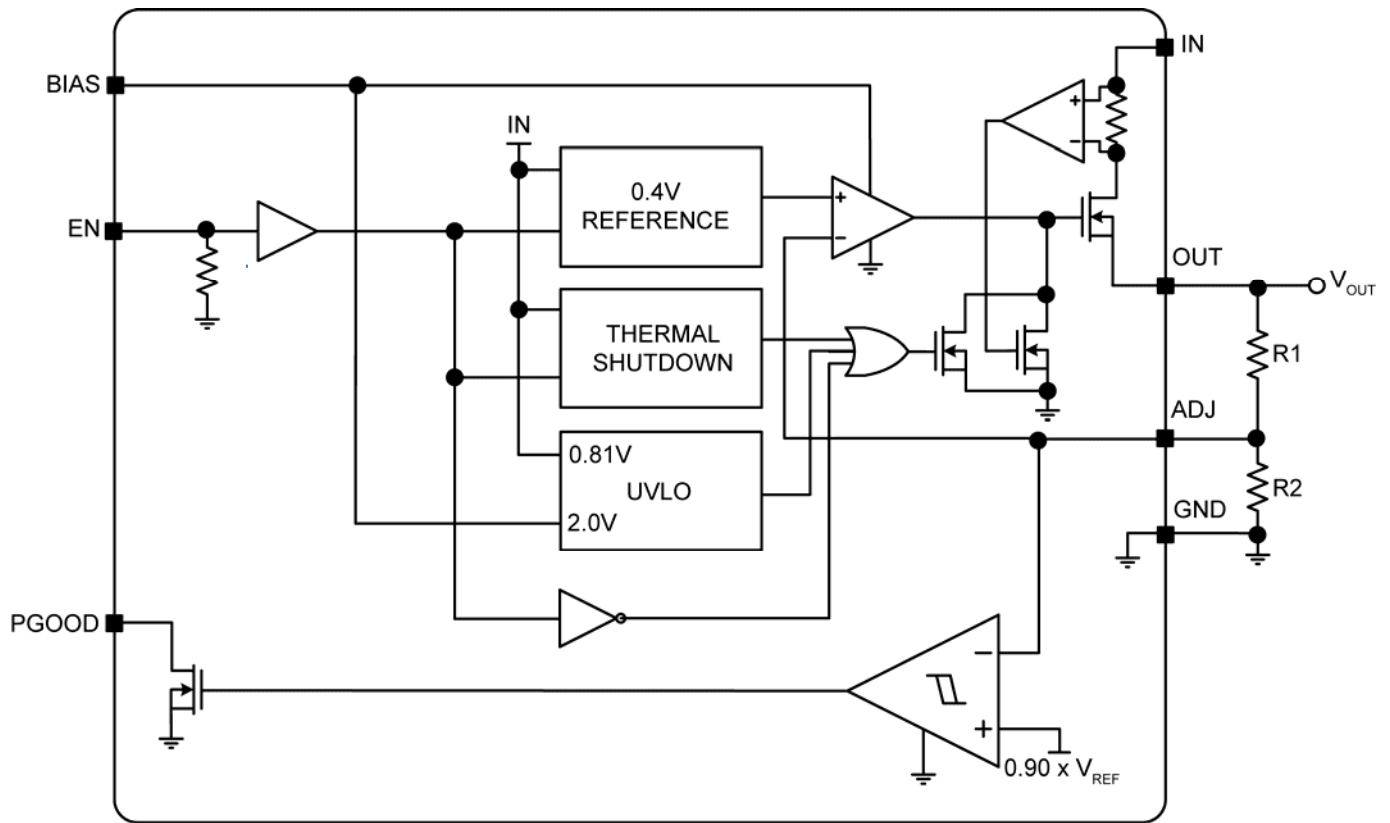 IN
BIAS
IN
0.4V
REFERENCE
+
−
+
−
EN
OUT
V_OUT
THERMAL
SHUTDOWN
R1
ADJ
0.81V
UVLO
2.0V
R2
GND
PGOOD
−
+
0.90 x V_REF